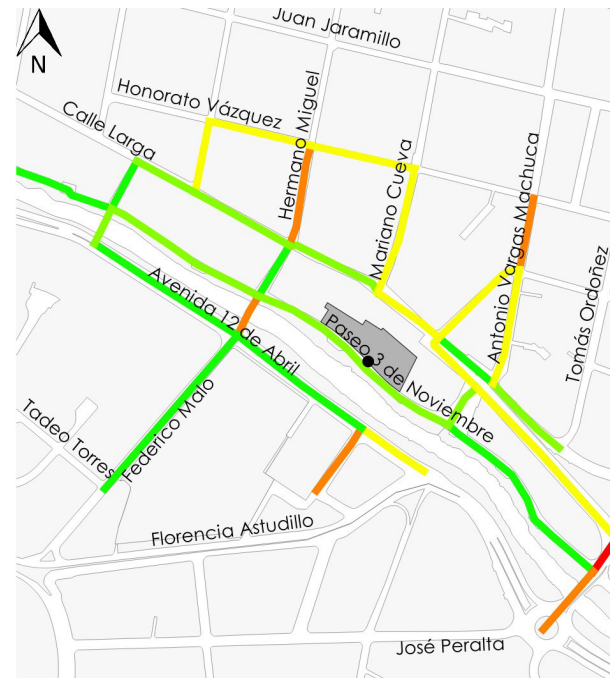 Juan Jaramillo
N
Honorato Vázquez
Calle Larga
Hermano Miguel
Mariano Cueva
Antonio Vargas Machuca
Tomás Ordoñez
Avenida 12 de Abril
Paseo 3 de Noviembre
Tadeo Torres
Federico Malo
Florencia Astudillo
José Peralta